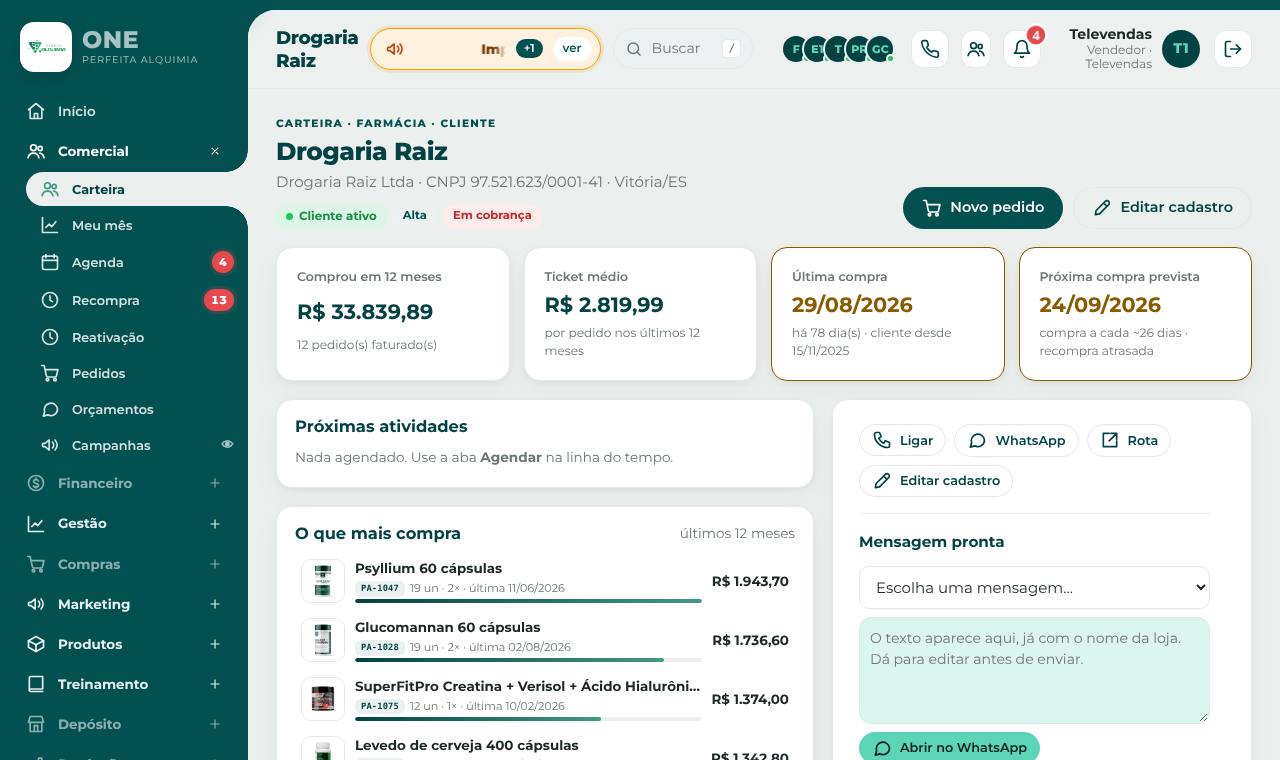 ONE
PERFEITA ALQUIMIA
Início
Comercial
Carteira
Meu mês
Agenda
4
Recompra
13
Reativação
Pedidos
Orçamentos
Campanhas
Financeiro
Gestão
Compras
Marketing
Produtos
Treinamento
Depósito
Drogaria Raiz
+1
ver
Buscar
/
F
T
GC
4
Televendas
Vendedor · Televendas
T1
CARTEIRA · FARMÁCIA · CLIENTE
Drogaria Raiz
Drogaria Raiz Ltda · CNPJ 97.521.623/0001-41 · Vitória/ES
Cliente ativo
Alta
Em cobrança
Novo pedido
Editar cadastro
Comprou em 12 meses
R$ 33.839,89
12 pedido(s) faturado(s)
Ticket médio
R$ 2.819,99
por pedido nos últimos 12
meses
Última compra
29/08/2026
há 78 dia(s) · cliente desde
15/11/2025
Próxima compra prevista
24/09/2026
compra a cada ~26 dias ·
recompra atrasada
Próximas atividades
Nada agendado. Use a aba Agendar na linha do tempo.
O que mais compra
últimos 12 meses
Psyllium 60 cápsulas
PA-1047 19 un · 2× · última 11/06/2026
R$ 1.943,70
Glucomannan 60 cápsulas
PA-1028 19 un · 2× · última 02/08/2026
R$ 1.736,60
SuperFitPro Creatina + Verisol + Ácido Hialurôni...
PA-1075 12 un · 1× · última 10/02/2026
R$ 1.374,00
Levedo de cerveja 400 cápsulas
R$ 1.342,80
Ligar
WhatsApp
Rota
Editar cadastro
Mensagem pronta
Escolha uma mensagem...
O texto aparece aqui, já com o nome da loja.
Dá para editar antes de enviar.
Abrir no WhatsApp